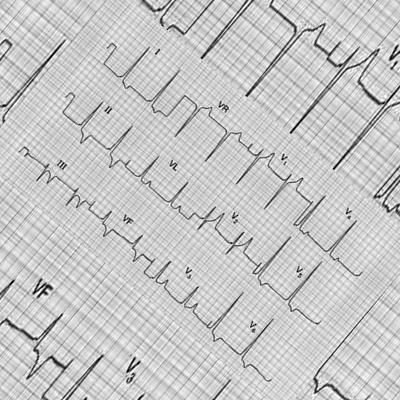 I VR V₁ V₄
II VL V₂ V₅
III VF V₃ V₆
V₁
VF V₃